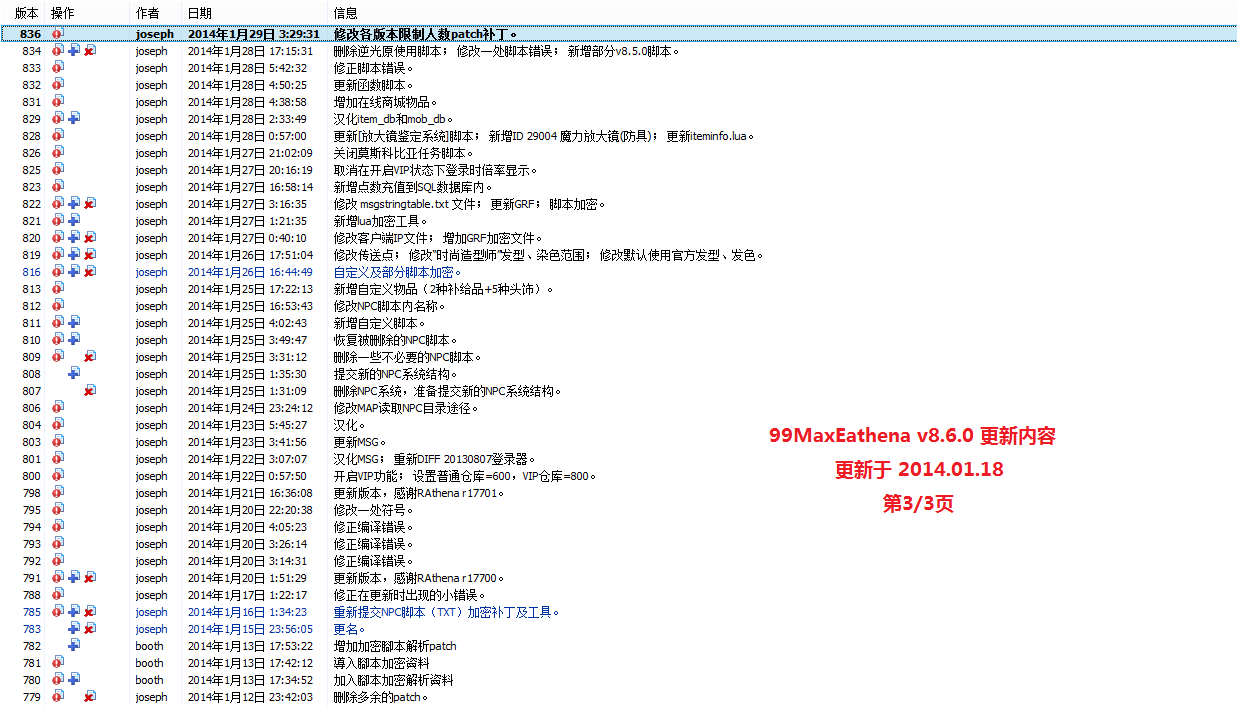 版本 操作 作者 日期 信息
836 joseph 2014年1月29日 3:29:31 修改各版本限制人数patch补丁。
834 joseph 2014年1月28日 17:15:31 删除逆光原使用脚本； 修改一处脚本错误； 新增部分v8.5.0脚本。
833 joseph 2014年1月28日 5:42:32 修正脚本错误。
832 joseph 2014年1月28日 4:50:25 更新函数脚本。
831 joseph 2014年1月28日 4:38:58 增加在线商城物品。
829 joseph 2014年1月28日 2:33:49 汉化item_db和mob_db。
828 joseph 2014年1月28日 0:57:00 更新[放大镜鉴定系统]脚本； 新增ID 29004 魔力放大镜(防具)； 更新iteminfo.lua。
826 joseph 2014年1月27日 21:02:09 关闭莫斯科比亚任务脚本。
825 joseph 2014年1月27日 20:16:19 取消在开启VIP状态下登录时倍率显示。
823 joseph 2014年1月27日 16:58:14 新增点数充值到SQL数据库内。
822 joseph 2014年1月27日 3:16:35 修改 msgstringtable.txt 文件； 更新GRF； 脚本加密。
821 joseph 2014年1月27日 1:21:35 新增lua加密工具。
820 joseph 2014年1月27日 0:40:10 修改客户端IP文件； 增加GRF加密文件。
819 joseph 2014年1月26日 17:51:04 修改传送点； 修改"时尚造型师"发型、染色范围； 修改默认使用官方发型、发色。
816 joseph 2014年1月26日 16:44:49 自定义及部分脚本加密。
813 joseph 2014年1月25日 17:22:13 新增自定义物品（2种补给品+5种头饰）。
812 joseph 2014年1月25日 16:53:43 修改NPC脚本内名称。
811 joseph 2014年1月25日 4:02:43 新增自定义脚本。
810 joseph 2014年1月25日 3:49:47 恢复被删除的NPC脚本。
809 joseph 2014年1月25日 3:31:12 删除一些不必要的NPC脚本。
808 joseph 2014年1月25日 1:35:30 提交新的NPC系统结构。
807 joseph 2014年1月25日 1:31:09 删除NPC系统，准备提交新的NPC系统结构。
806 joseph 2014年1月24日 23:24:12 修改MAP读取NPC目录途径。
804 joseph 2014年1月23日 5:45:27 汉化。
803 joseph 2014年1月23日 3:41:56 更新MSG。
801 joseph 2014年1月22日 3:07:07 汉化MSG； 重新DIFF 20130807登录器。
800 joseph 2014年1月22日 0:57:50 开启VIP功能； 设置普通仓库=600，VIP仓库=800。
798 joseph 2014年1月21日 16:36:08 更新版本，感谢RAthena r17701。
795 joseph 2014年1月20日 22:20:38 修改一处符号。
794 joseph 2014年1月20日 4:05:23 修正编译错误。
793 joseph 2014年1月20日 3:26:14 修正编译错误。
792 joseph 2014年1月20日 3:14:31 修正编译错误。
791 joseph 2014年1月20日 1:51:29 更新版本，感谢RAthena r17700。
788 joseph 2014年1月17日 1:22:17 修正在更新时出现的小错误。
785 joseph 2014年1月16日 1:34:23 重新提交NPC脚本（TXT）加密补丁及工具。
783 joseph 2014年1月15日 23:56:05 更名。
782 booth 2014年1月13日 17:53:22 增加加密腳本解析patch
781 booth 2014年1月13日 17:42:12 導入腳本加密資料
780 booth 2014年1月13日 17:34:52 加入腳本加密解析資料
779 joseph 2014年1月12日 23:42:03 删除多余的patch。
99MaxEathena v8.6.0 更新内容
更新于 2014.01.18
第3/3页